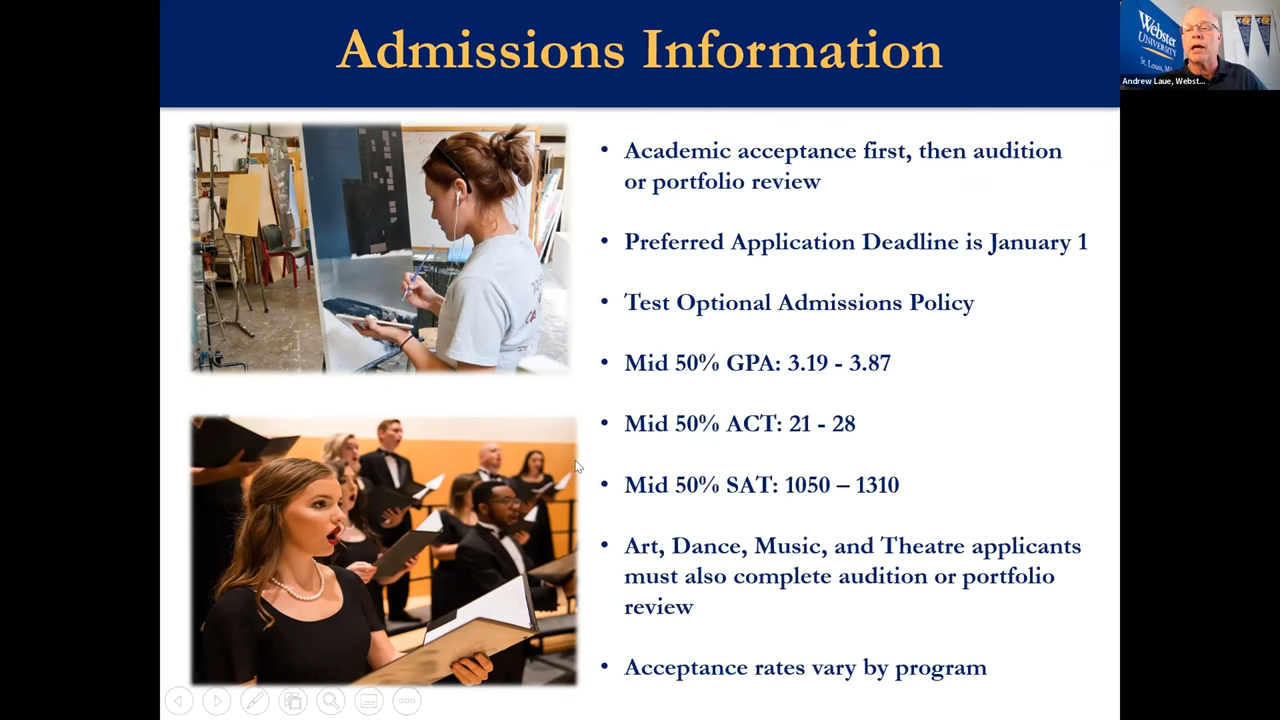 Admissions Information
Webster
UNIVERSITY
Andrew Laue, Webst...
• Academic acceptance first, then audition
or portfolio review
• Preferred Application Deadline is January 1
• Test Optional Admissions Policy
• Mid 50% GPA: 3.19 - 3.87
• Mid 50% ACT: 21 - 28
• Mid 50% SAT: 1050 – 1310
• Art, Dance, Music, and Theatre applicants
must also complete audition or portfolio
review
• Acceptance rates vary by program